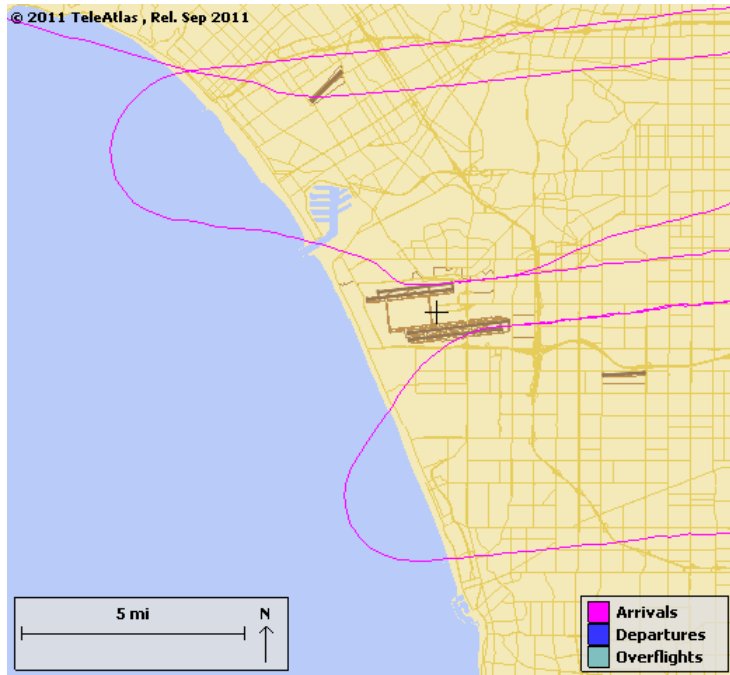 © 2011 TeleAtlas , Rel. Sep 2011
5 mi
N
Arrivals
Departures
Overflights